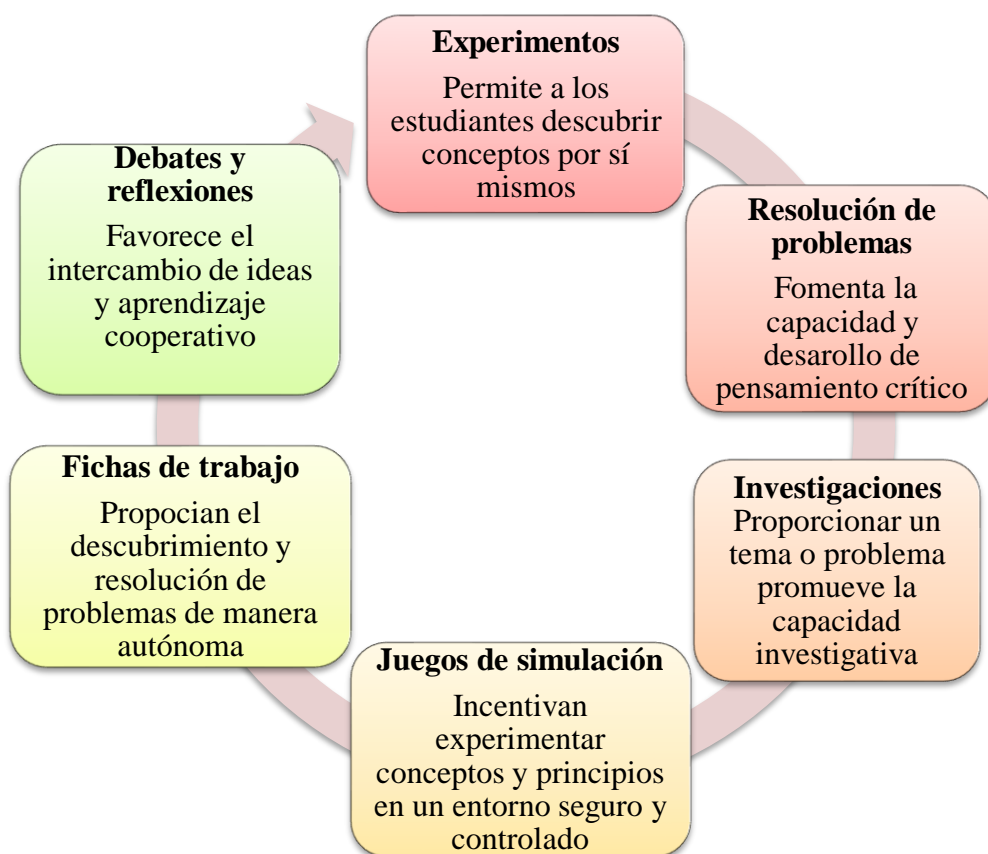 Experimentos
Permite a los
estudiantes descubrir
conceptos por sí
mismos
Resolución de
problemas
Fomenta la
capacidad y
desarollo de
pensamiento crítico
Investigaciones
Proporcionar un
tema o problema
promueve la
capacidad
investigativa
Juegos de simulación
Incentivan
experimentar
conceptos y principios
en un entorno seguro y
controlado
Fichas de trabajo
Propocian el
descubrimiento y
resolución de
problemas de manera
autónoma
Debates y
reflexiones
Favorece el
intercambio de ideas
y aprendizaje
cooperativo